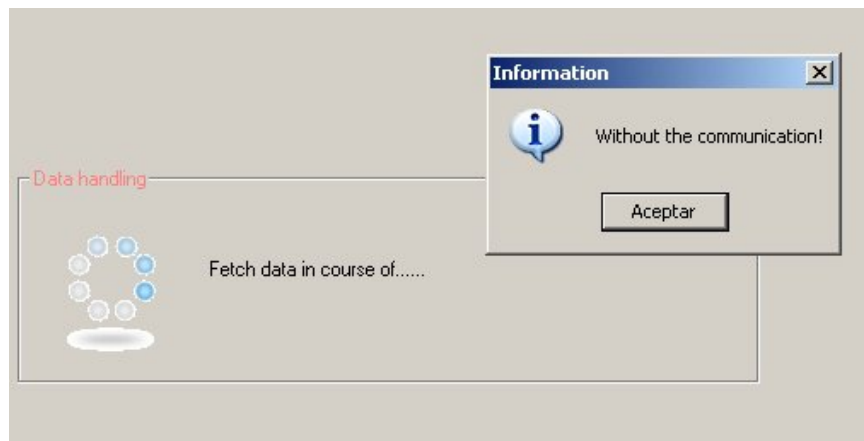 Information
Without the communication!
Aceptar
Data handling
Fetch data in course of......